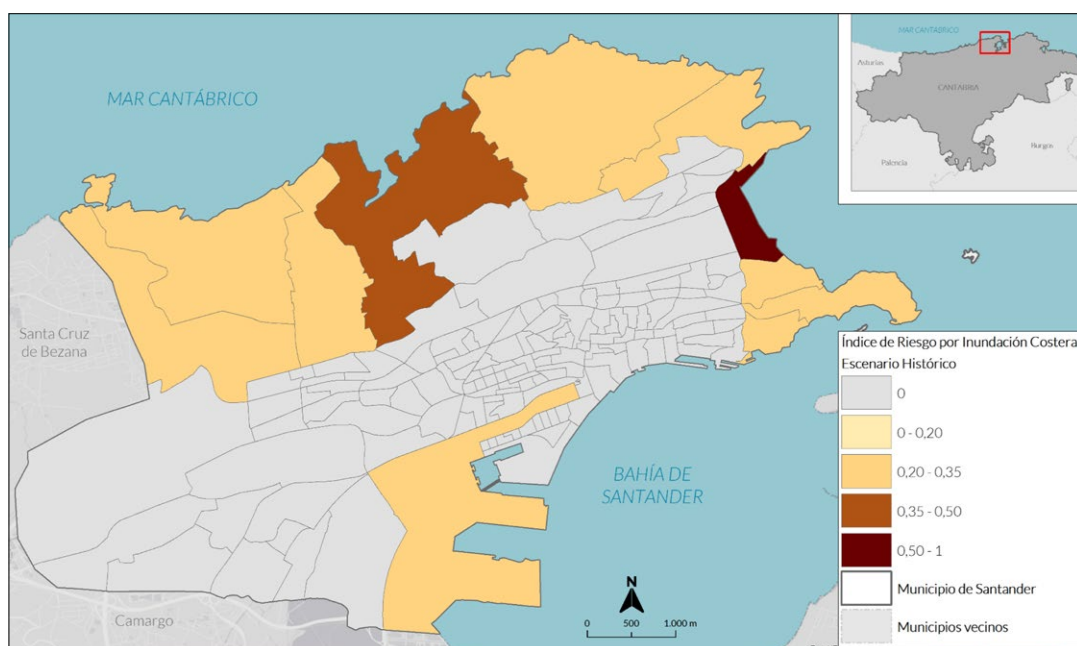 MAR CANTÁBRICO
MAR CANTÁBRICO
Asturias
CANTABRIA
Palencia
Burgos
Santa Cruz
de Bezana
Camargo
BAHÍA DE
SANTANDER
N
0 500 1.000 m
Índice de Riesgo por Inundación Costera
Escenario Histórico
0
0 - 0,20
0,20 - 0,35
0,35 - 0,50
0,50 - 1
Municipio de Santander
Municipios vecinos